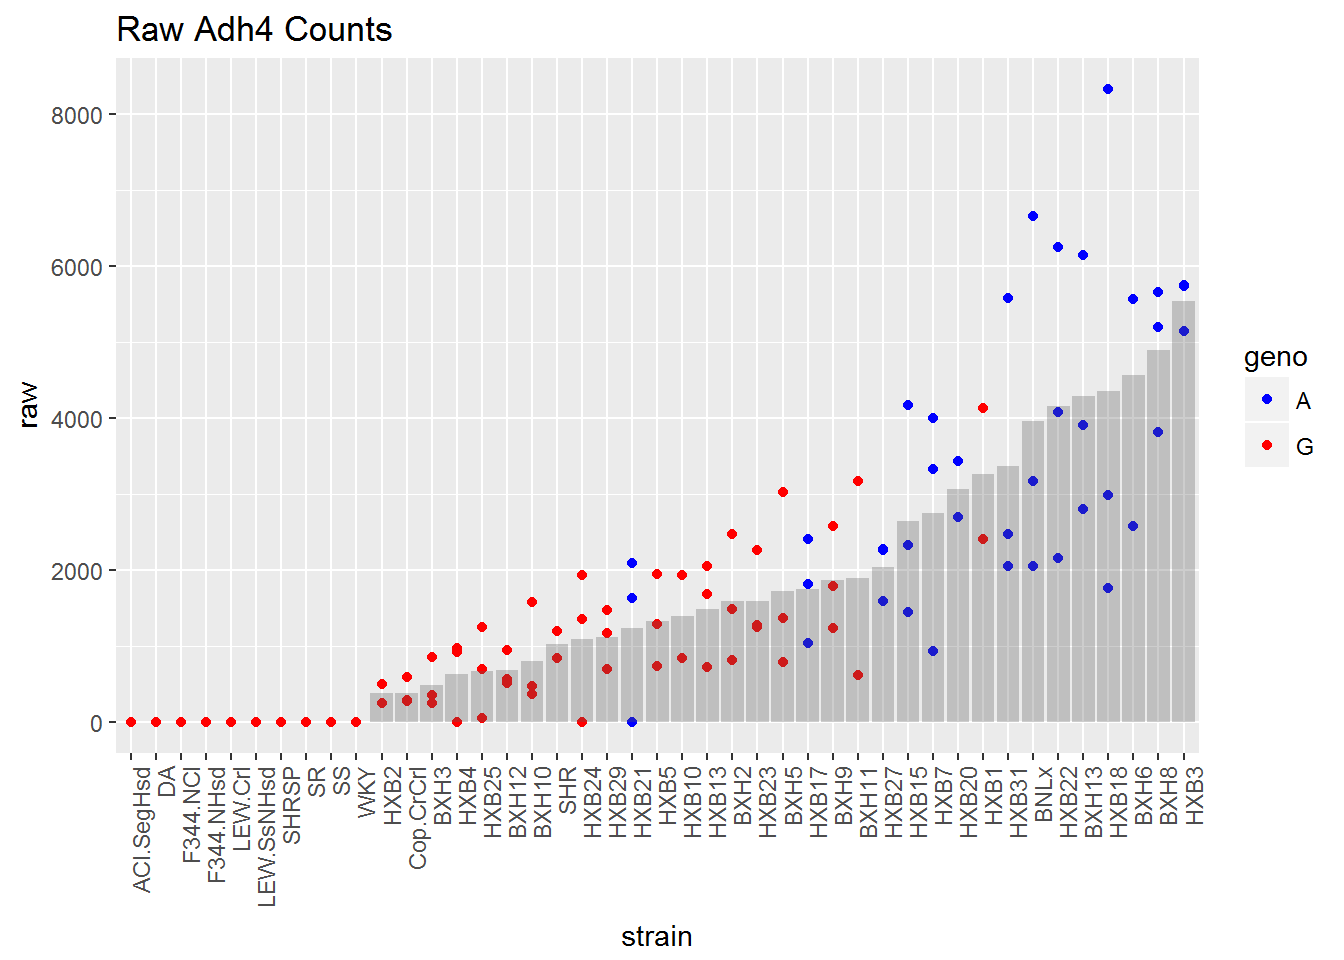 Raw Adh4 Counts
8000
6000
4000
2000
0
raw
ACI.SegHsd
DA
F344.NCI
F344.NHsd
LEW.Crl
LEW.SsNHsd
SHRSP
SR
SS
WKY
HXB2
Cop.CrCrl
BXH3
HXB4
HXB25
BXH12
BXH10
SHR
HXB24
HXB29
HXB21
HXB5
HXB10
HXB13
BXH2
HXB23
BXH5
HXB17
BXH9
BXH11
HXB27
HXB15
HXB7
HXB20
HXB1
HXB31
BNLx
HXB22
BXH13
HXB18
BXH6
BXH8
HXB3
strain
geno
A
G